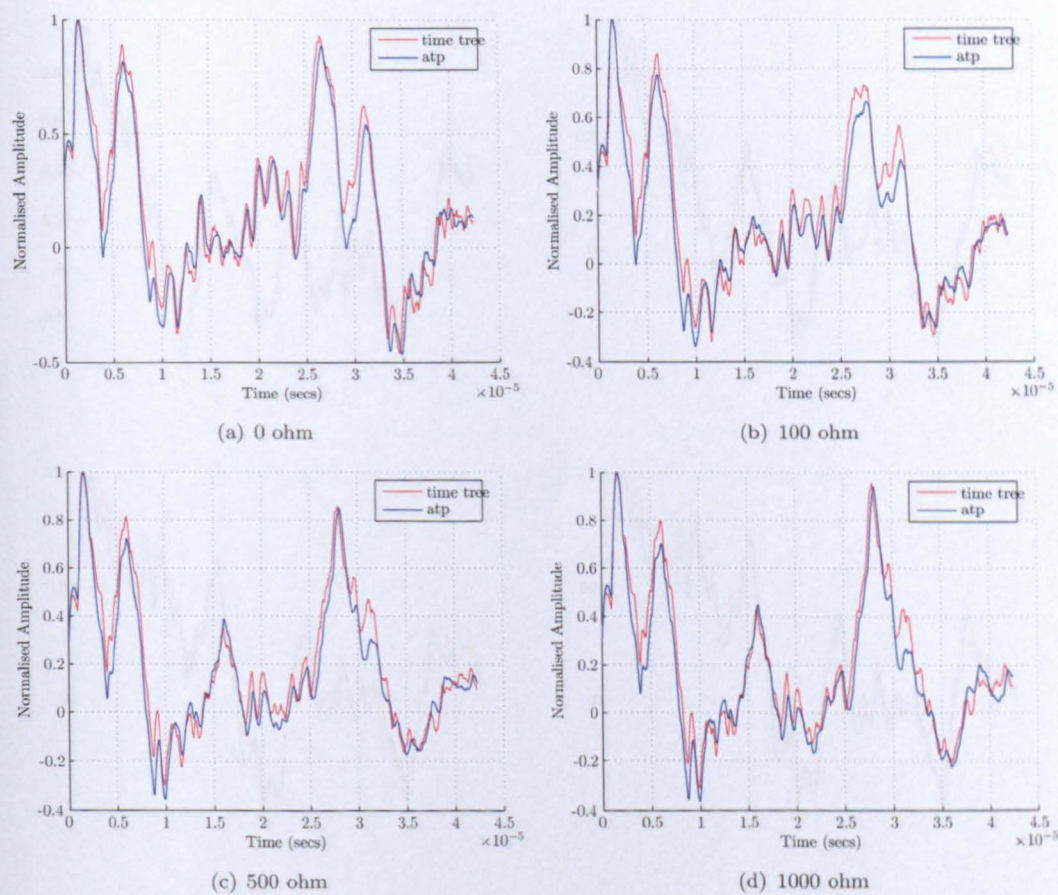 1
time tree
atp
0.5
Normalised Amplitude
0
-0.5
0 0.5 1 1.5 2 2.5 3 3.5 4 4.5
Time (secs)
×10⁻⁵
(a) 0 ohm
1
time tree
atp
0.8
0.6
0.4
Normalised Amplitude
0.2
0
-0.2
-0.4
0 0.5 1 1.5 2 2.5 3 3.5 4 4.5
Time (secs)
×10⁻⁵
(b) 100 ohm
1
time tree
atp
0.8
0.6
0.4
Normalised Amplitude
0.2
0
-0.2
-0.4
0 0.5 1 1.5 2 2.5 3 3.5 4 4.5
Time (secs)
×10⁻⁵
(c) 500 ohm
1
time tree
atp
0.8
0.6
0.4
Normalised Amplitude
0.2
0
-0.2
-0.4
0 0.5 1 1.5 2 2.5 3 3.5 4 4.5
Time (secs)
×10⁻⁵
(d) 1000 ohm